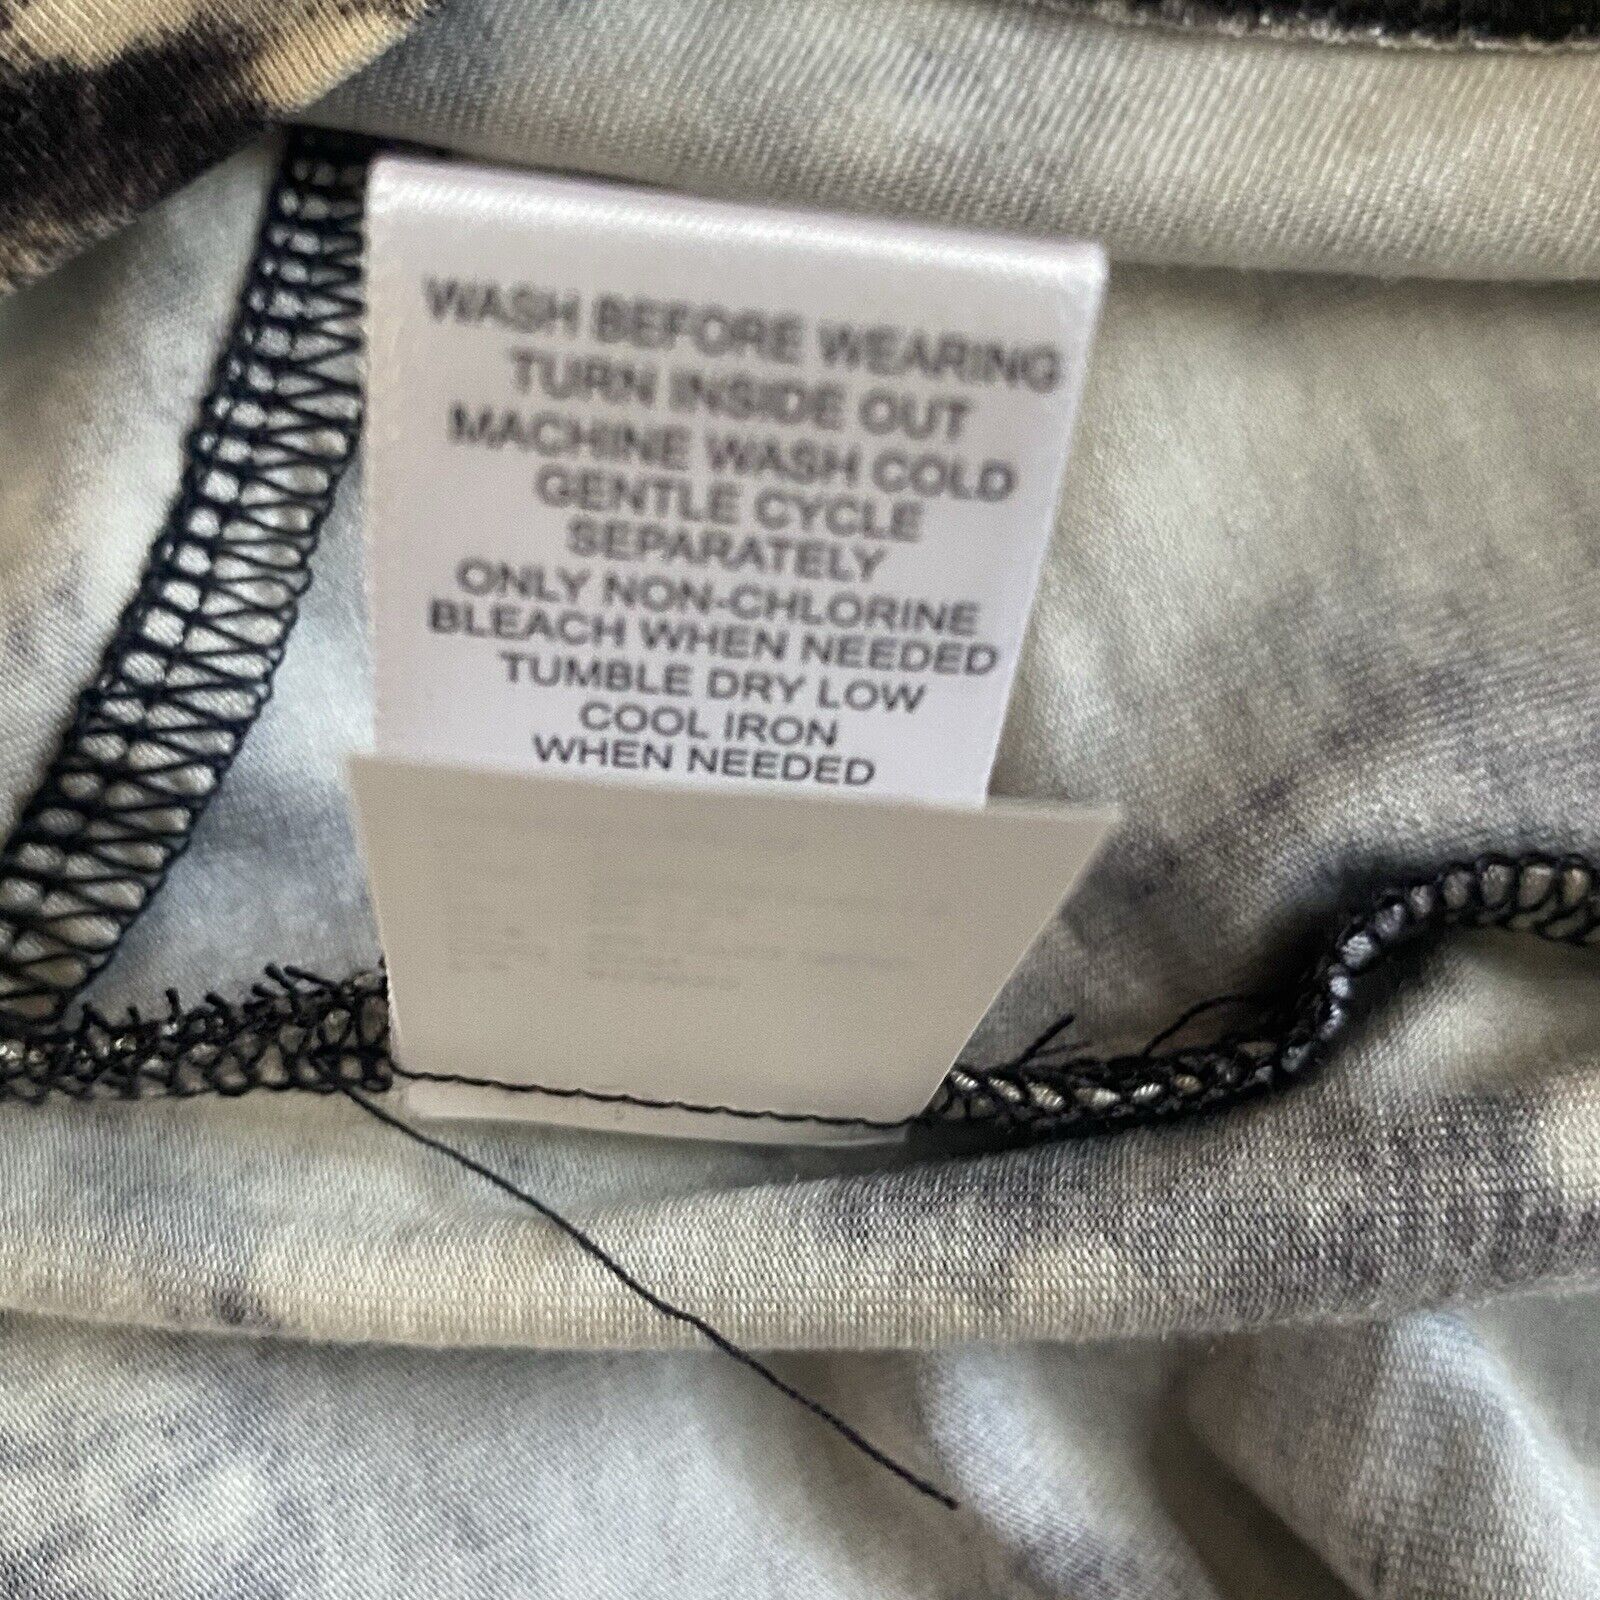 WASH BEFORE WEARING
TURN INSIDE OUT
MACHINE WASH COLD
GENTLE CYCLE
SEPARATELY
ONLY NON-CHLORINE
BLEACH WHEN NEEDED
TUMBLE DRY LOW
COOL IRON
WHEN NEEDED